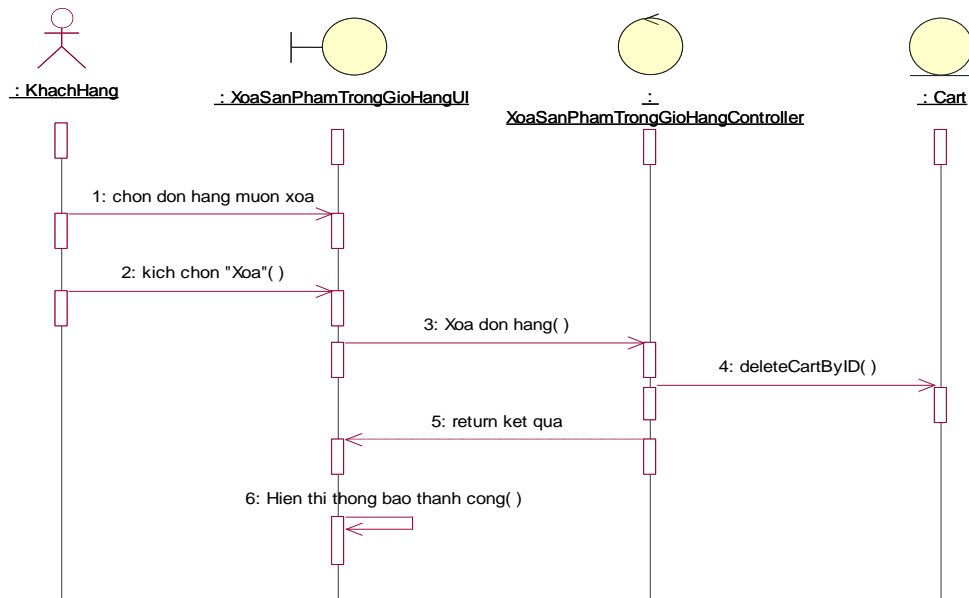 : KhachHang
: XoaSanPhamTrongGioHangUI
:
XoaSanPhamTrongGioHangController
: Cart
1: chon don hang muon xoa
2: kich chon "Xoa"( )
3: Xoa don hang( )
4: deleteCartByID( )
5: return ket qua
6: Hien thi thong bao thanh cong( )